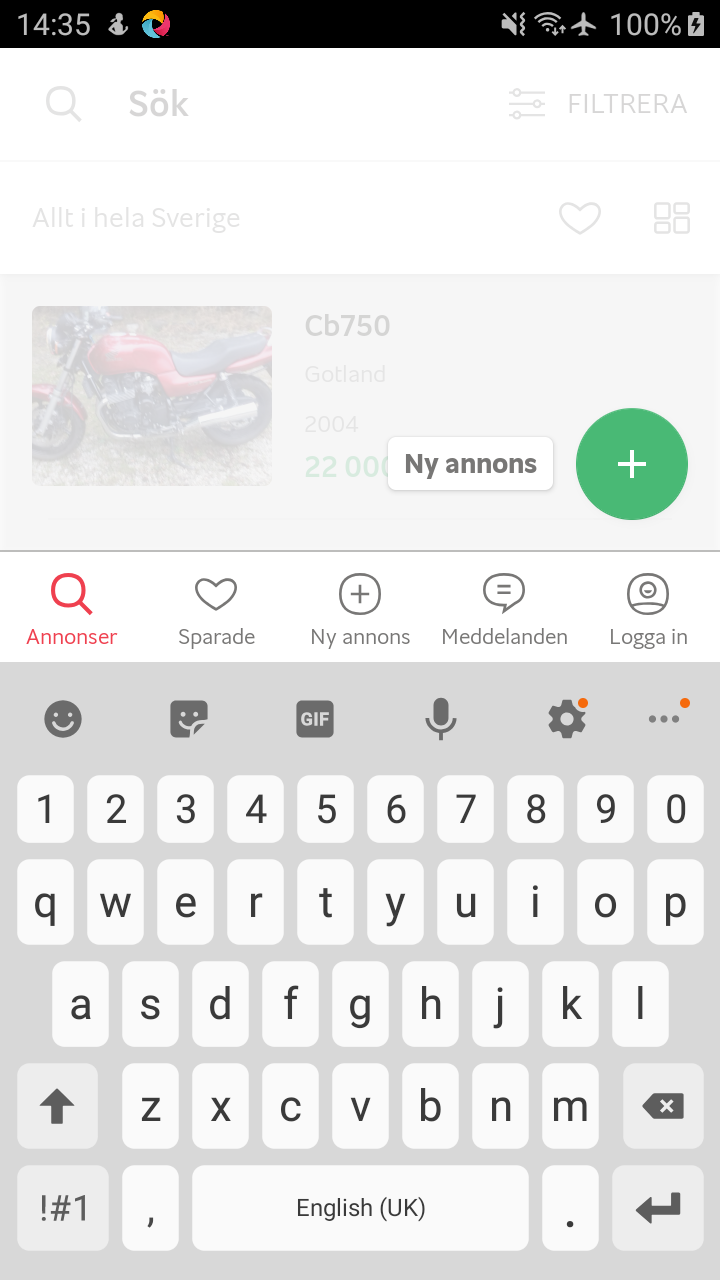 14:35 100%
Sök FILTRERA
Allt i hela Sverige
Cb750
Gotland
2004
22 000
Ny annons
Annonser Sparade Ny annons Meddelanden Logga in
GIF
1 2 3 4 5 6 7 8 9 0
q w e r t y u i o p
a s d f g h j k l
z x c v b n m
!#1 , English (UK) .